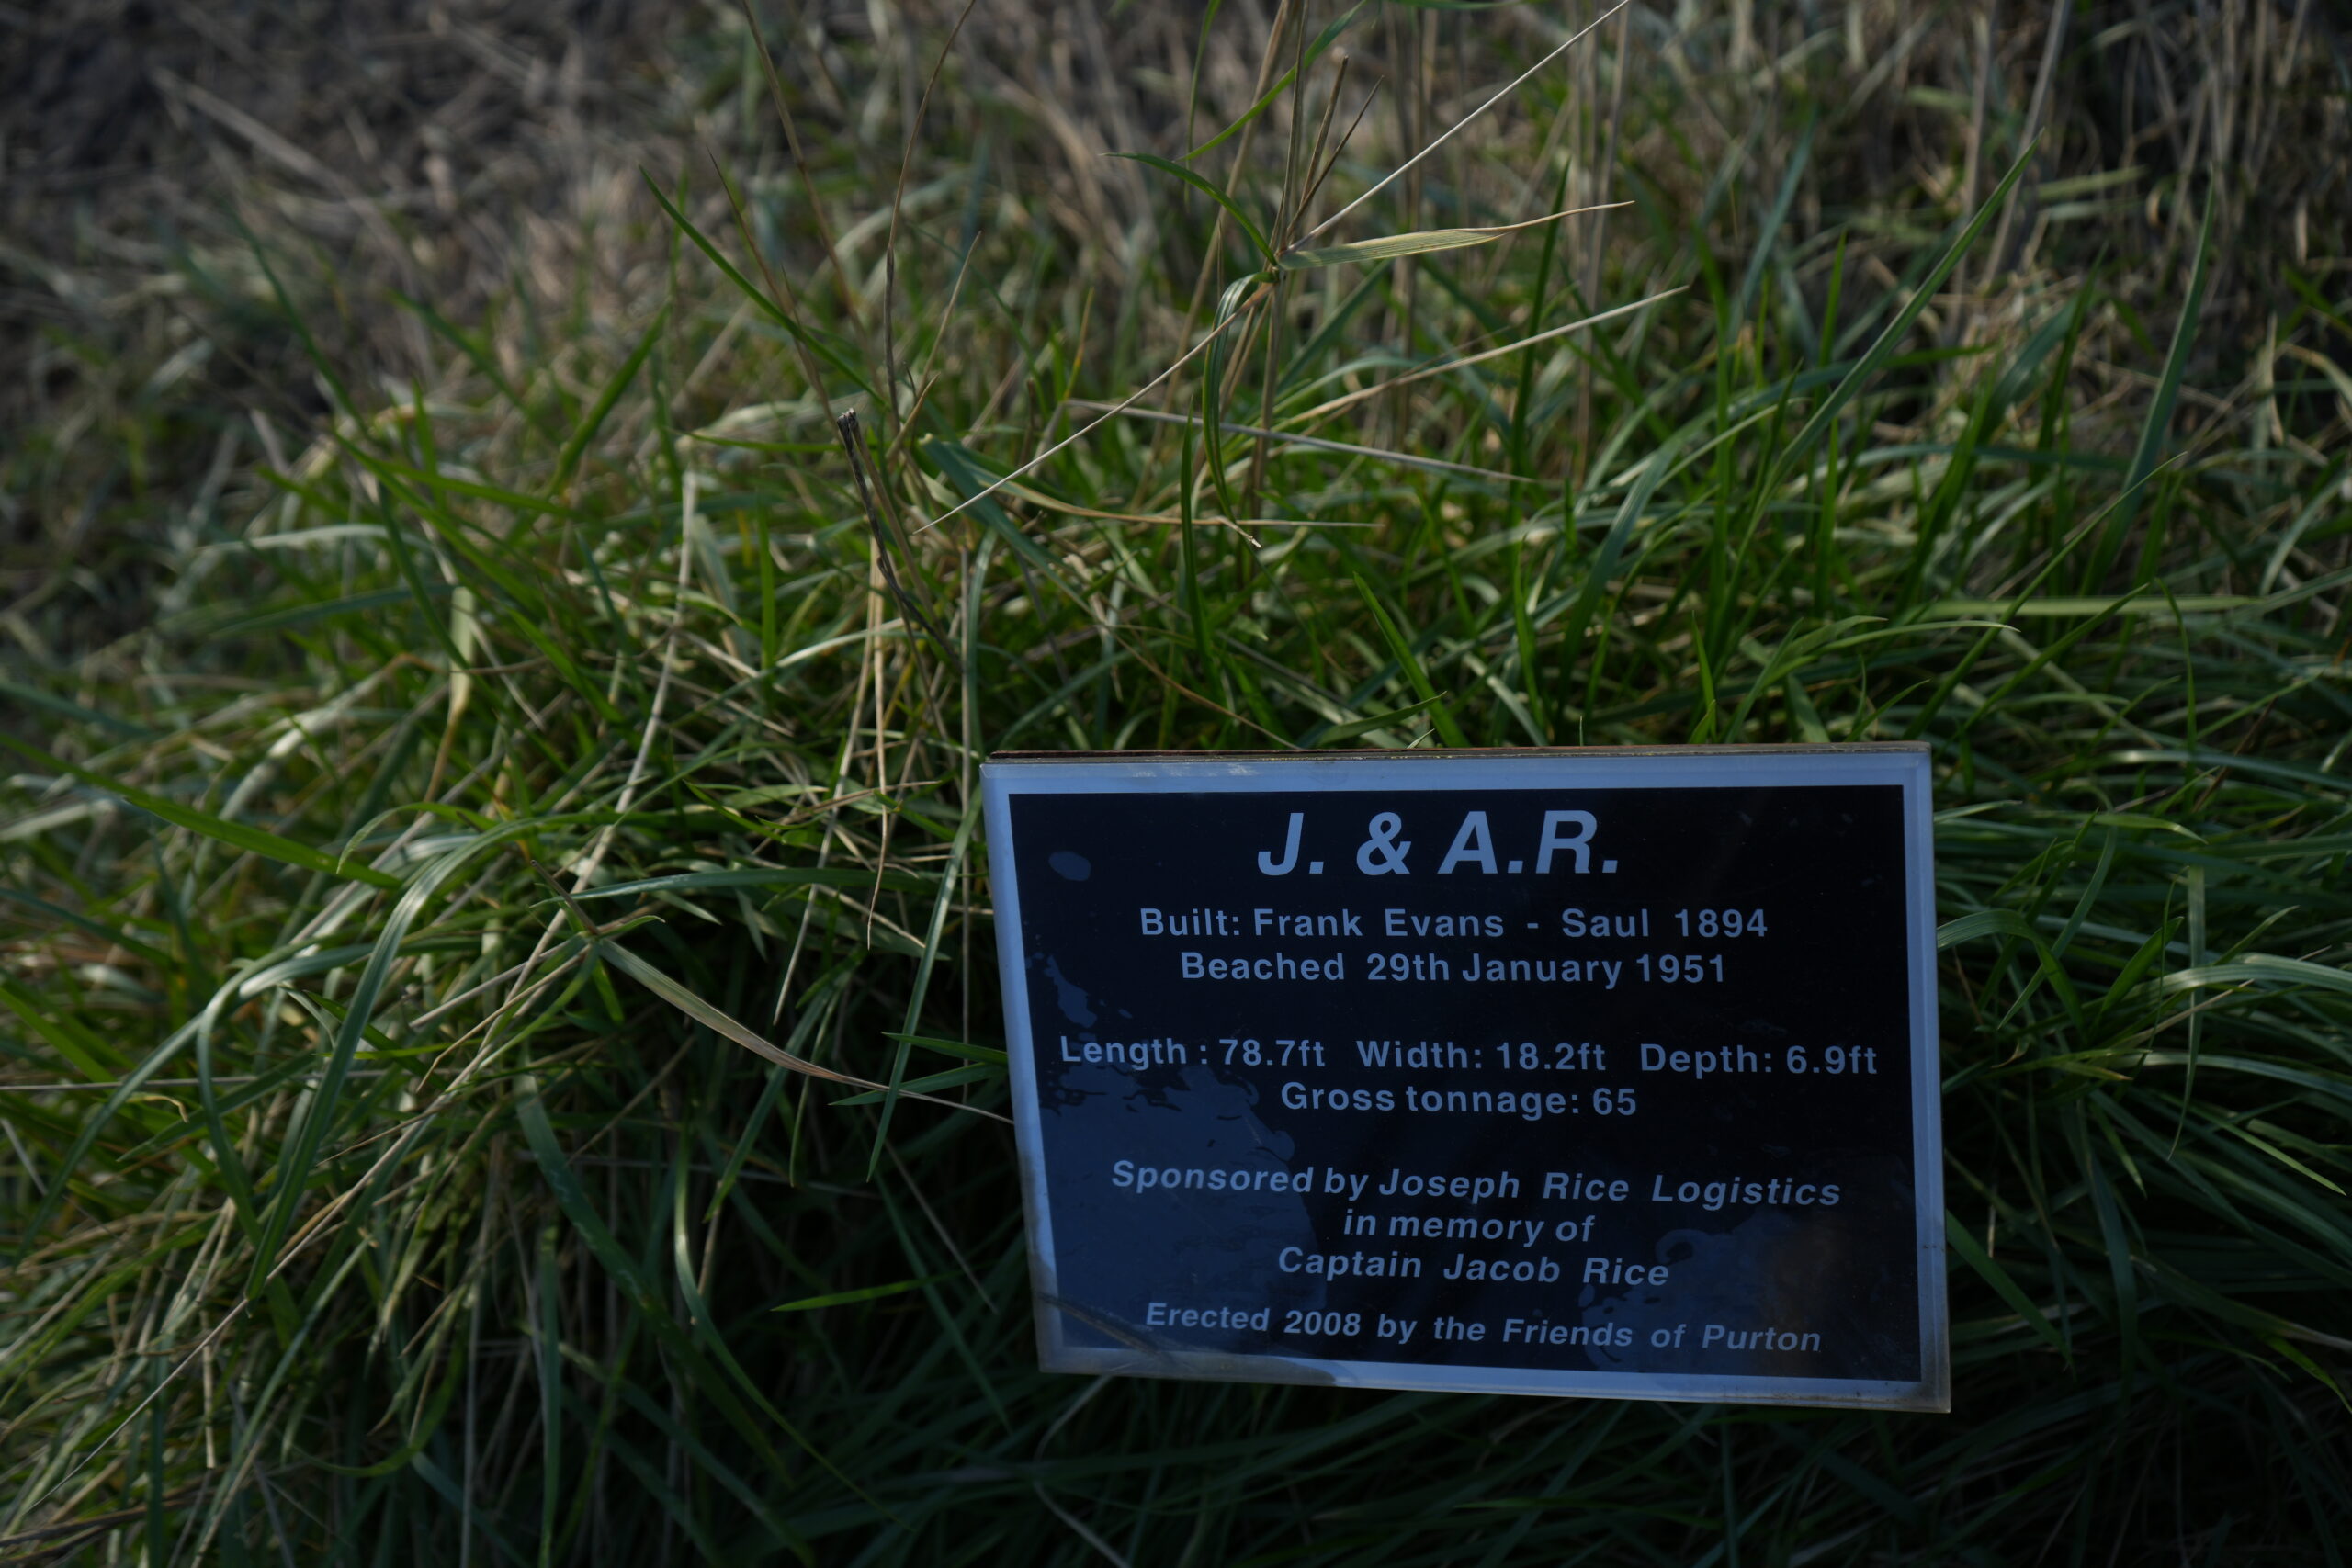 J. & A.R.
Built: Frank Evans - Saul 1894
Beached 29th January 1951
Length : 78.7ft Width: 18.2ft Depth: 6.9ft
Gross tonnage: 65
Sponsored by Joseph Rice Logistics
in memory of
Captain Jacob Rice
Erected 2008 by the Friends of Purton